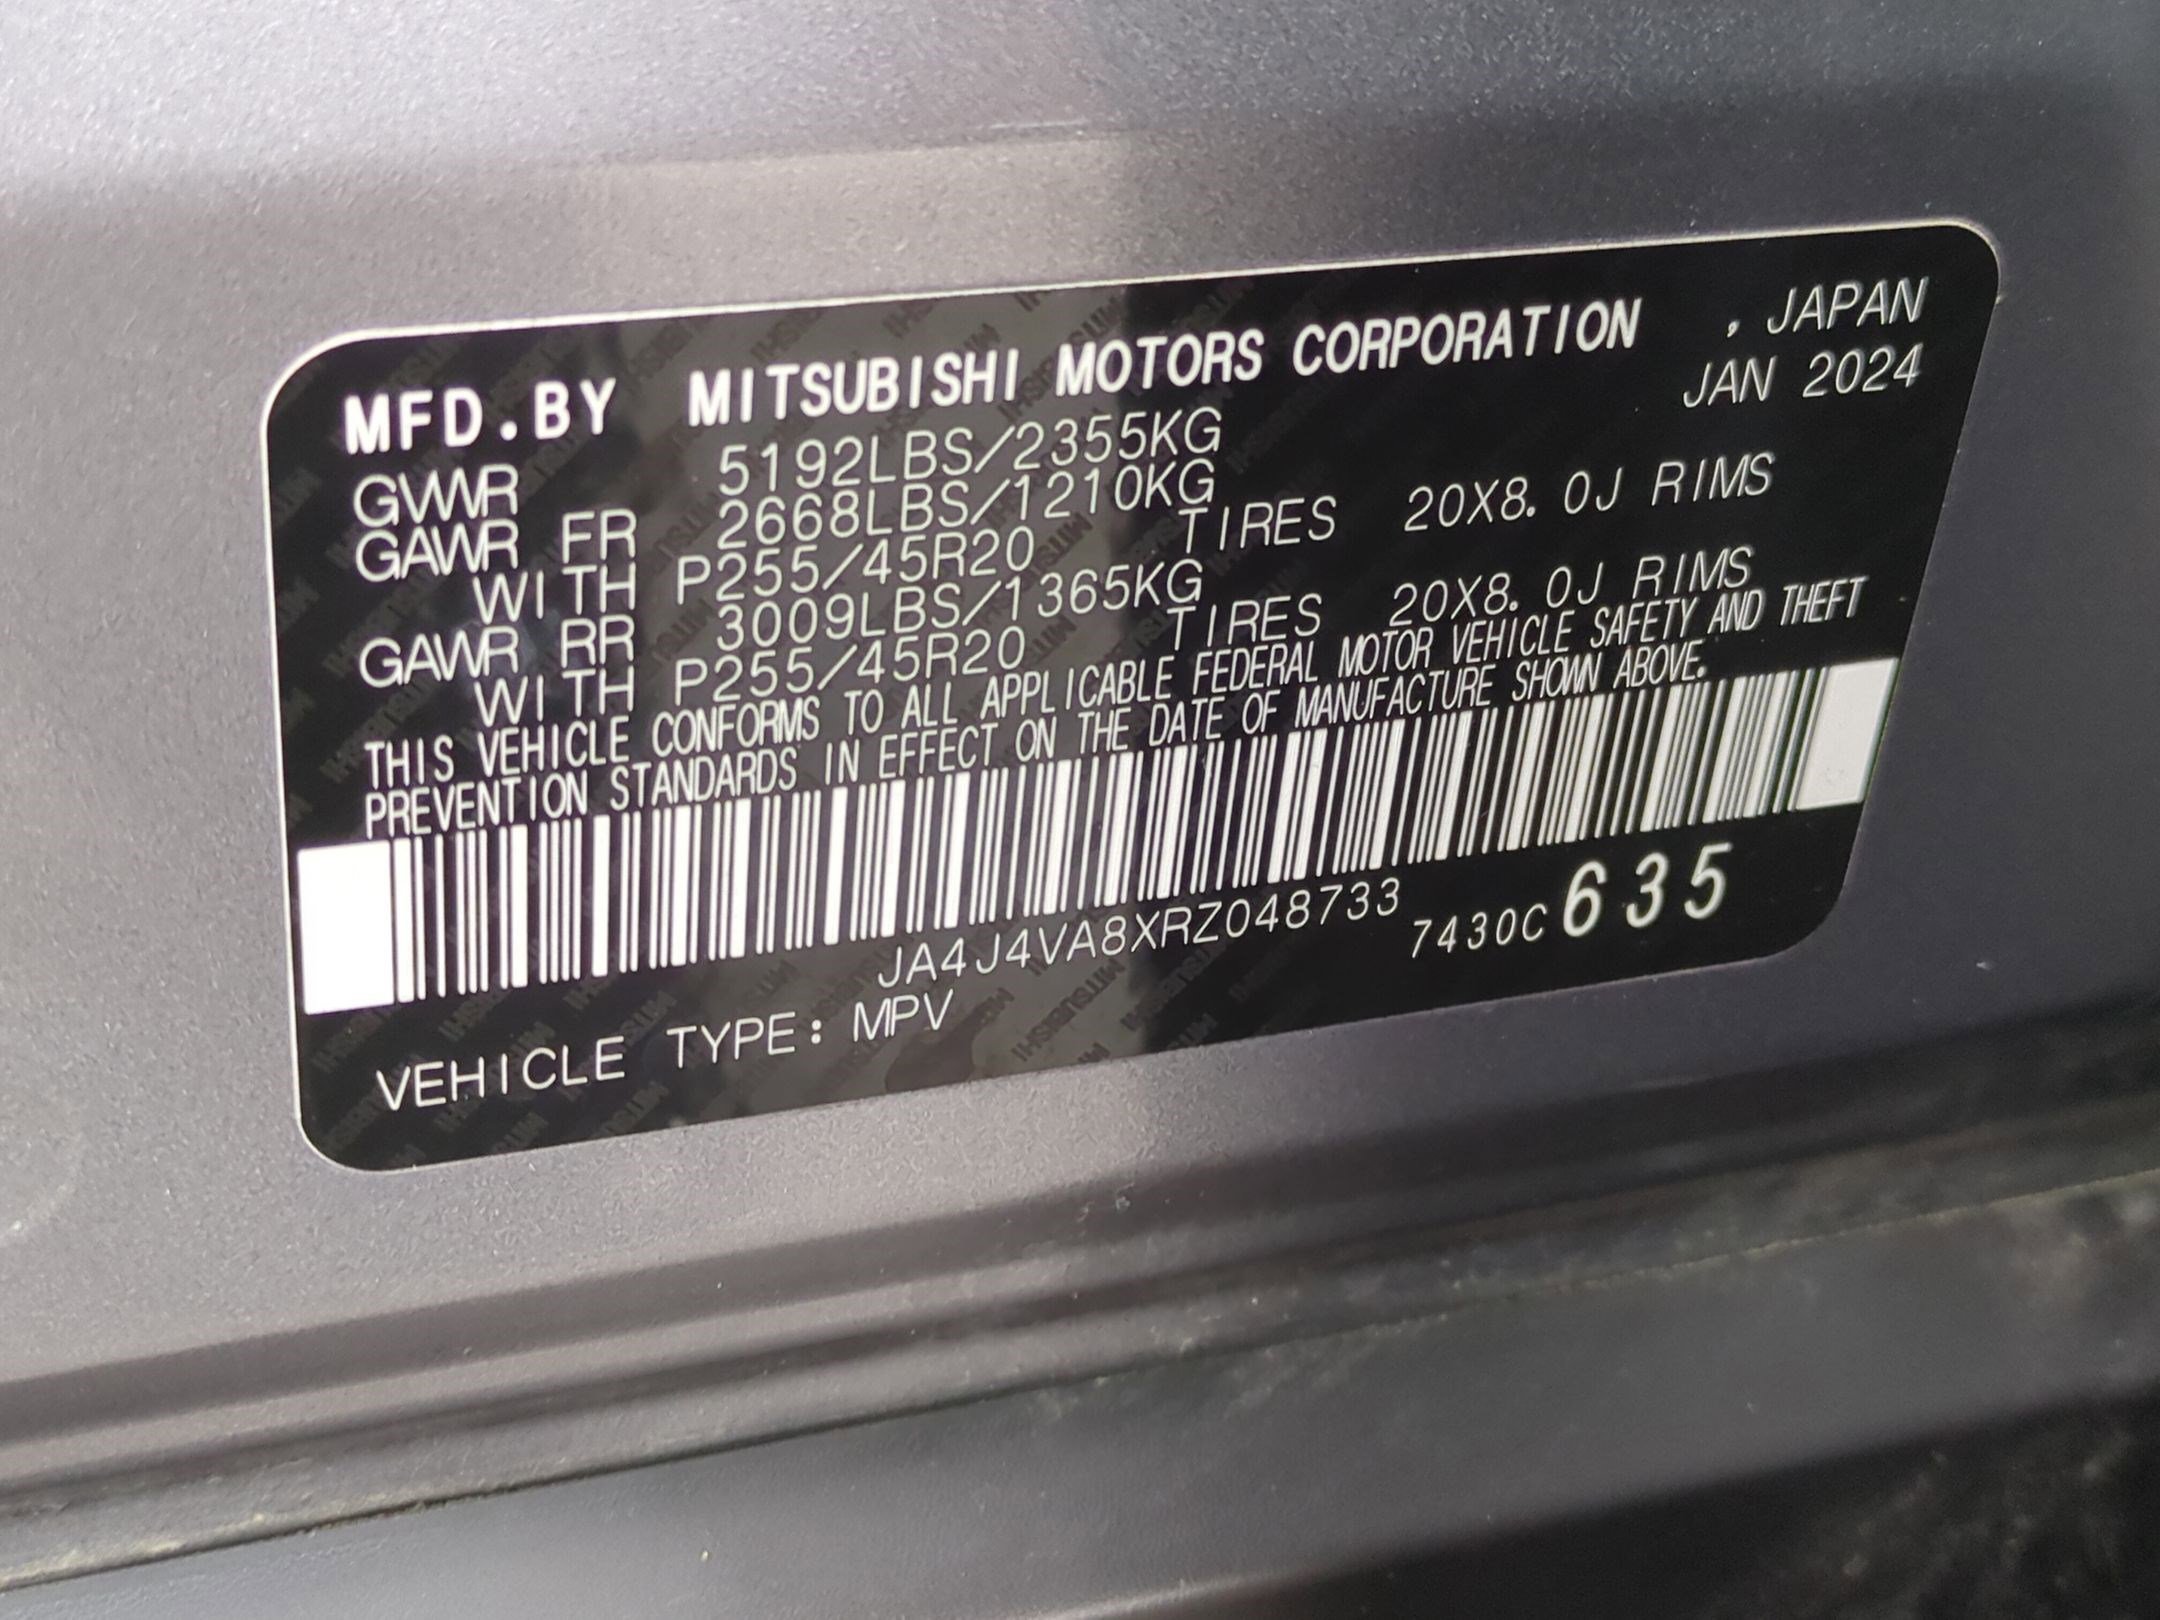 MFD.BY MITSUBISHI MOTORS CORPORATION , JAPAN
JAN 2024
GVWR 5192LBS/2355KG
GAWR FR 2668LBS/1210KG
WITH P255/45R20 TIRES 20X8.0J RIMS
GAWR RR 3009LBS/1365KG
WITH P255/45R20 TIRES 20X8.0J RIMS
THIS VEHICLE CONFORMS TO ALL APPLICABLE FEDERAL MOTOR VEHICLE SAFETY AND THEFT
PREVENTION STANDARDS IN EFFECT ON THE DATE OF MANUFACTURE SHOWN ABOVE.
JA4J4VA8XRZ048733 7430C 635
VEHICLE TYPE: MPV